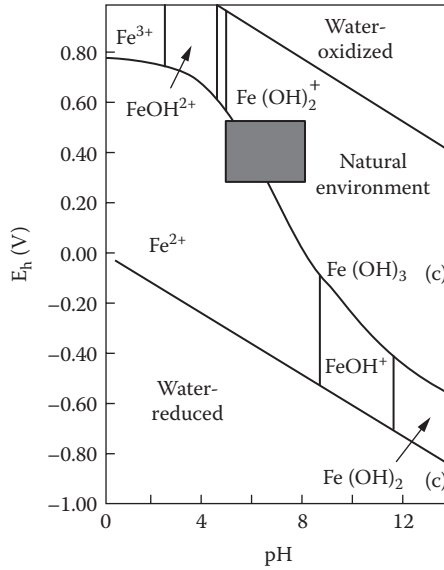 Fe³⁺
FeOH²⁺
Fe (OH)₂⁺
Water-
oxidized
Natural
environment
Fe²⁺
Fe (OH)₃ (c)
FeOH⁺
Water-
reduced
Fe (OH)₂ (c)
0.80
0.60
0.40
0.20
0.00
−0.20
−0.40
−0.60
−0.80
−1.00
Eₕ (V)
0 4 8 12
pH